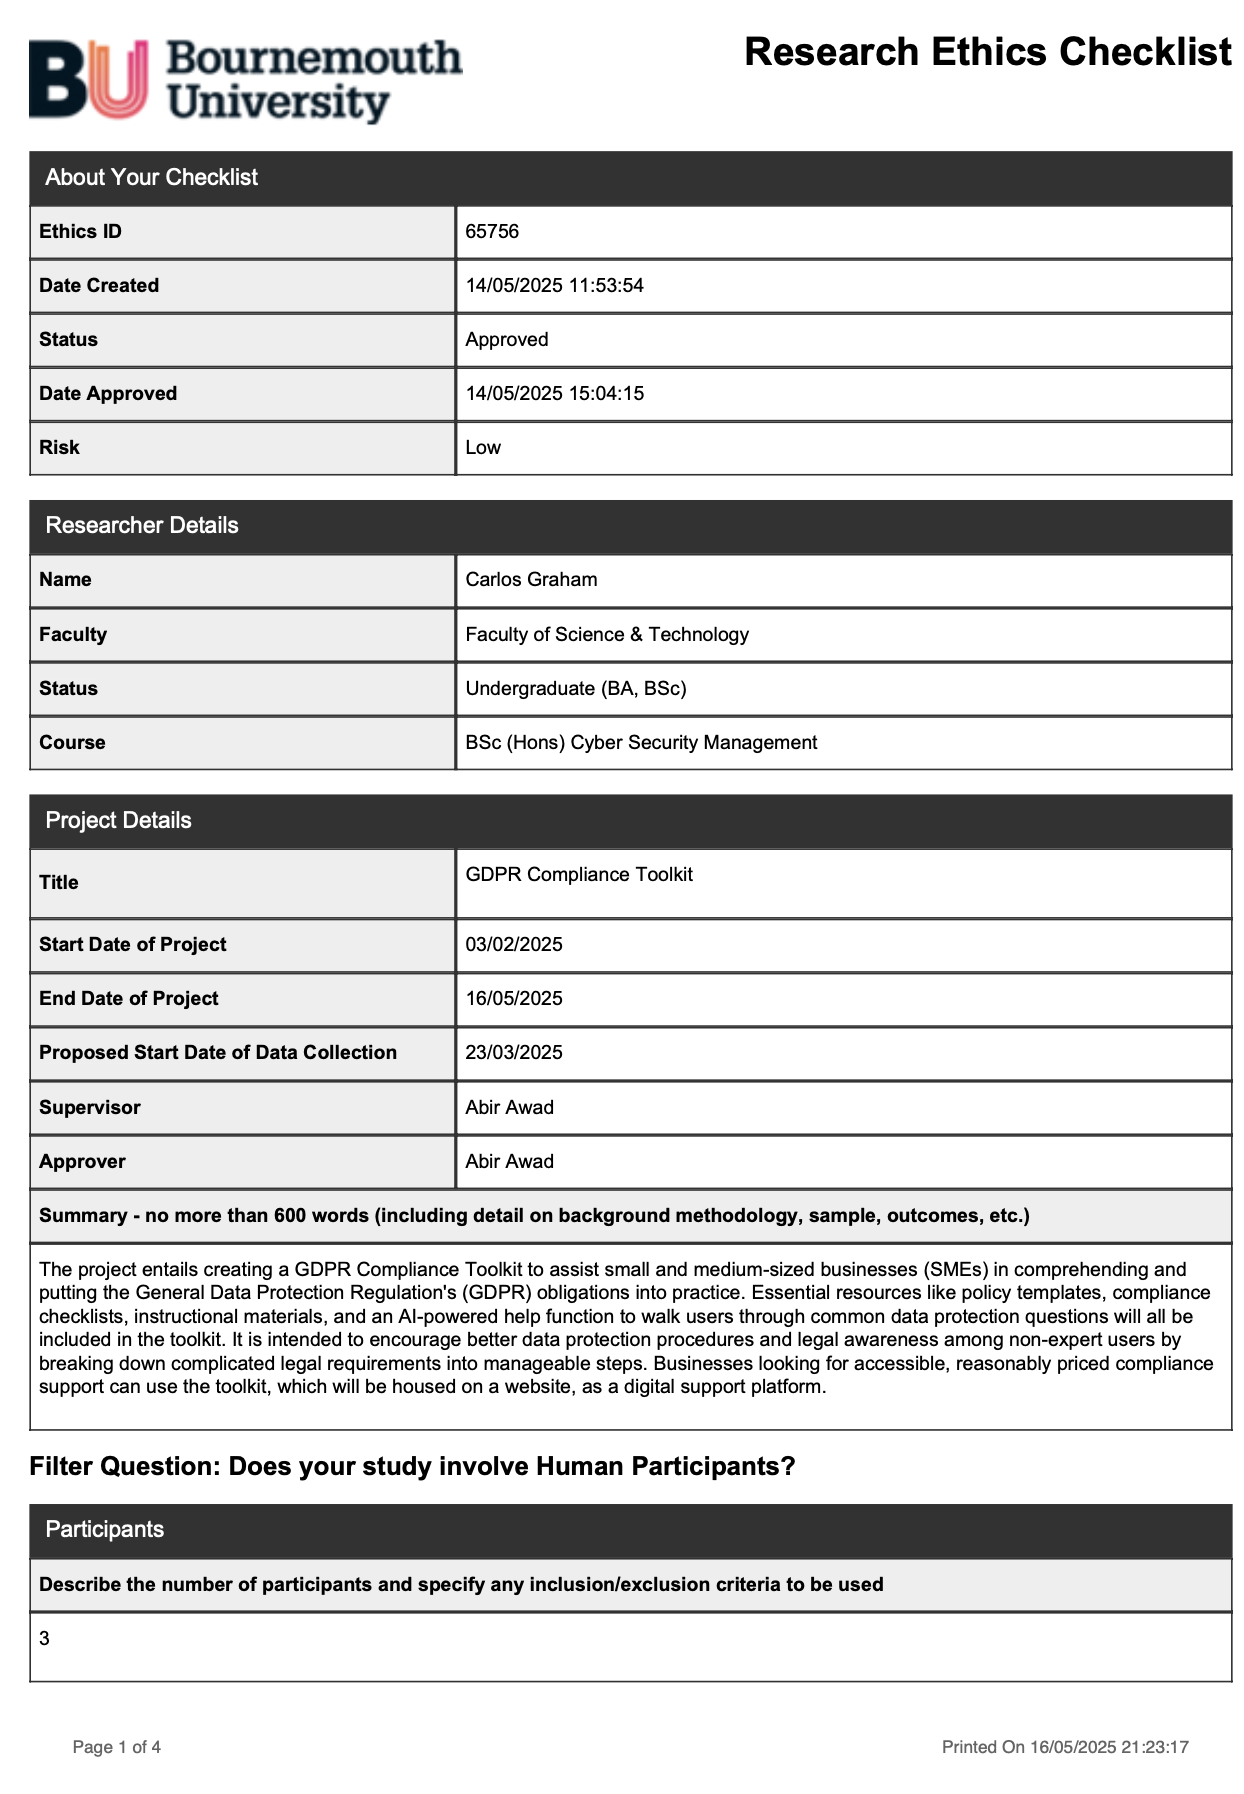 BU Bournemouth University
Research Ethics Checklist
About Your Checklist
Ethics ID 65756
Date Created 14/05/2025 11:53:54
Status Approved
Date Approved 14/05/2025 15:04:15
Risk Low
Researcher Details
Name Carlos Graham
Faculty Faculty of Science & Technology
Status Undergraduate (BA, BSc)
Course BSc (Hons) Cyber Security Management
Project Details
Title GDPR Compliance Toolkit
Start Date of Project 03/02/2025
End Date of Project 16/05/2025
Proposed Start Date of Data Collection 23/03/2025
Supervisor Abir Awad
Approver Abir Awad
Summary - no more than 600 words (including detail on background methodology, sample, outcomes, etc.)
The project entails creating a GDPR Compliance Toolkit to assist small and medium-sized businesses (SMEs) in comprehending and
putting the General Data Protection Regulation's (GDPR) obligations into practice. Essential resources like policy templates, compliance
checklists, instructional materials, and an AI-powered help function to walk users through common data protection questions will all be
included in the toolkit. It is intended to encourage better data protection procedures and legal awareness among non-expert users by
breaking down complicated legal requirements into manageable steps. Businesses looking for accessible, reasonably priced compliance
support can use the toolkit, which will be housed on a website, as a digital support platform.
Filter Question: Does your study involve Human Participants?
Participants
Describe the number of participants and specify any inclusion/exclusion criteria to be used
3
Page 1 of 4
Printed On 16/05/2025 21:23:17